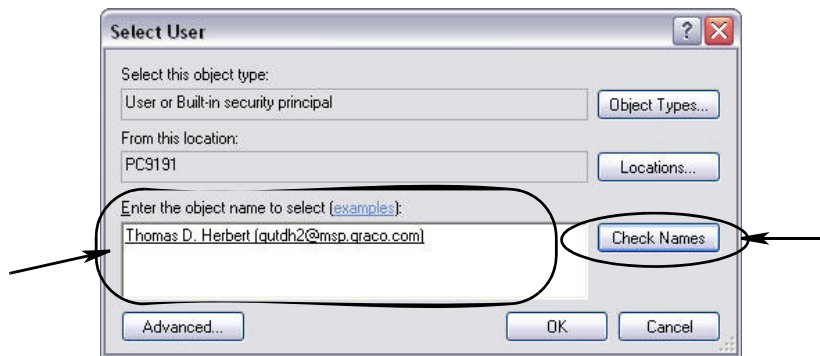 Select User
Select this object type:
User or Built-in security principal
Object Types...
From this location:
PC9191
Locations...
Enter the object name to select (examples):
Thomas D. Herbert (gutdh2@msp.graco.com)
Check Names
Advanced...
OK
Cancel